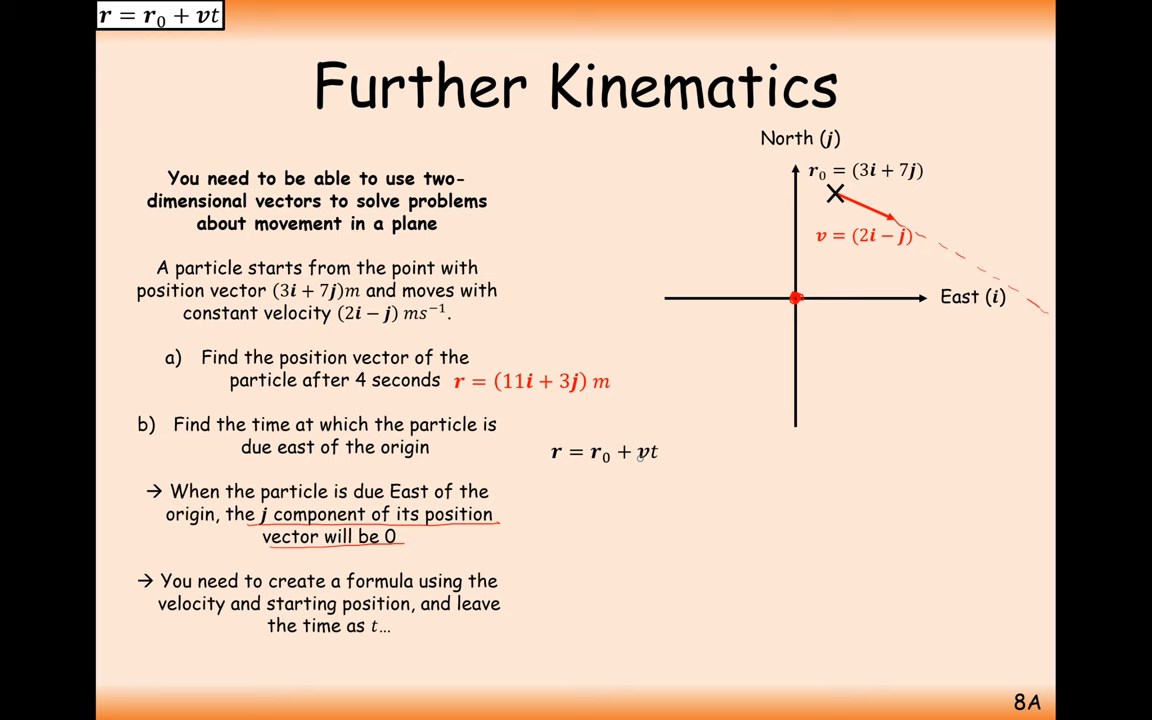 r = r₀ + vt
Further Kinematics
You need to be able to use two-
dimensional vectors to solve problems
about movement in a plane
A particle starts from the point with
position vector (3i + 7j)m and moves with
constant velocity (2i − j) ms⁻¹.
a) Find the position vector of the
particle after 4 seconds
r = (11i + 3j) m
b) Find the time at which the particle is
due east of the origin
→ When the particle is due East of the
origin, the j component of its position
vector will be 0
→ You need to create a formula using the
velocity and starting position, and leave
the time as t…
North (j)
r₀ = (3i + 7j)
v = (2i − j)
East (i)
r = r₀ + vt
8A